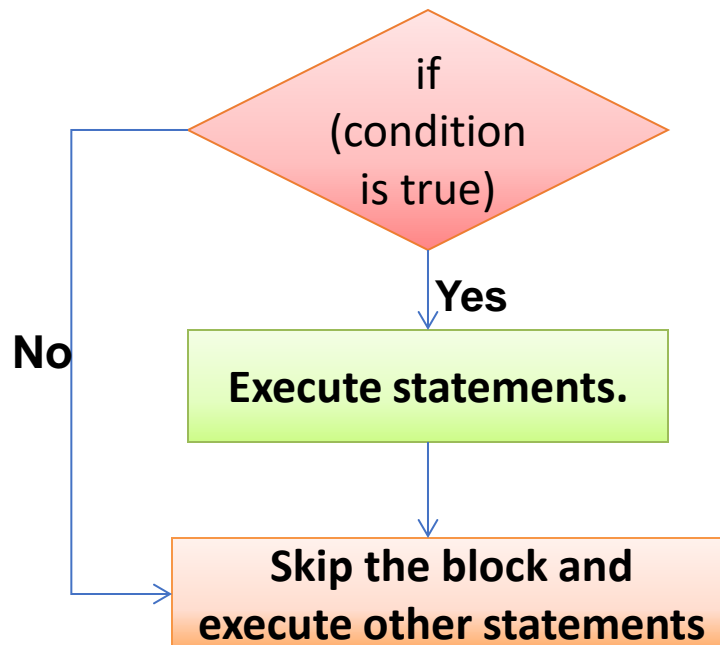 if
(condition
is true)
Yes
No
Execute statements.
Skip the block and
execute other statements